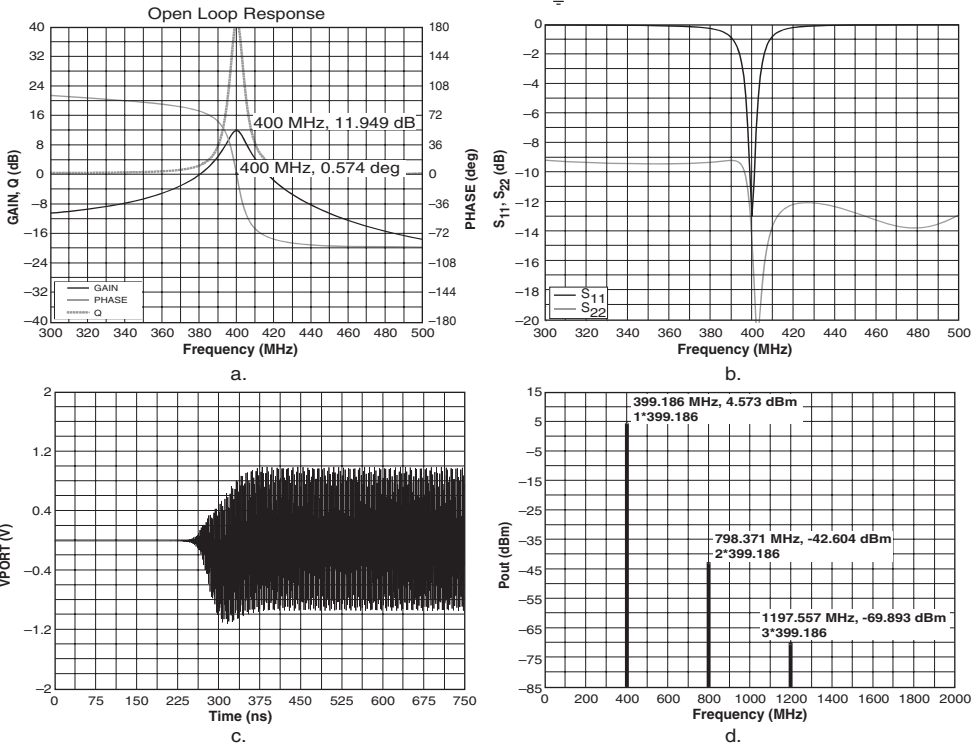 Open Loop Response
40 32 24 16 8 0 −8 −16 −24 −32 −40
GAIN, Q (dB)
180 144 108 72 36 0 −36 −72 −108 −144 −180
PHASE (deg)
400 MHz, 11.949 dB
400 MHz, 0.574 deg
GAIN
PHASE
Q
300 320 340 360 380 400 420 440 460 480 500
Frequency (MHz)
a.
0 −2 −4 −6 −8 −10 −12 −14 −16 −18 −20
S11, S22 (dB)
S11
S22
300 320 340 360 380 400 420 440 460 480 500
Frequency (MHz)
b.
2 1.2 0.4 −0.4 −1.2 −2
VPORT (V)
0 75 150 225 300 375 450 525 600 675 750
Time (ns)
c.
15 5 −5 −15 −25 −35 −45 −55 −65 −75 −85
Pout (dBm)
399.186 MHz, 4.573 dBm
1*399.186
798.371 MHz, -42.604 dBm
2*399.186
1197.557 MHz, -69.893 dBm
3*399.186
0 200 400 600 800 1000 1200 1400 1600 1800 2000
Frequency (MHz)
d.